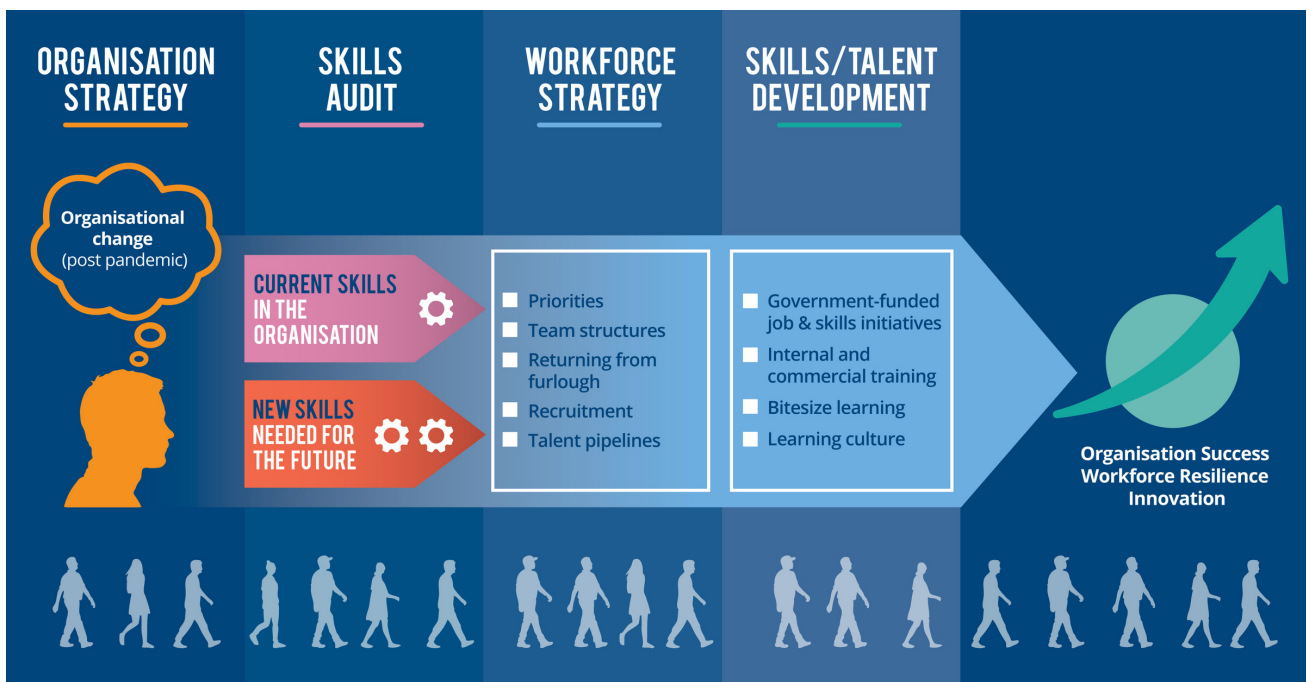 ORGANISATION
STRATEGY
SKILLS
AUDIT
WORKFORCE
STRATEGY
SKILLS/TALENT
DEVELOPMENT
Organisational
change
(post pandemic)
CURRENT SKILLS
IN THE
ORGANISATION
NEW SKILLS
NEEDED FOR
THE FUTURE
Priorities
Team structures
Returning from
furlough
Recruitment
Talent pipelines
Government-funded
job & skills initiatives
Internal and
commercial training
Bitesize learning
Learning culture
Organisation Success
Workforce Resilience
Innovation